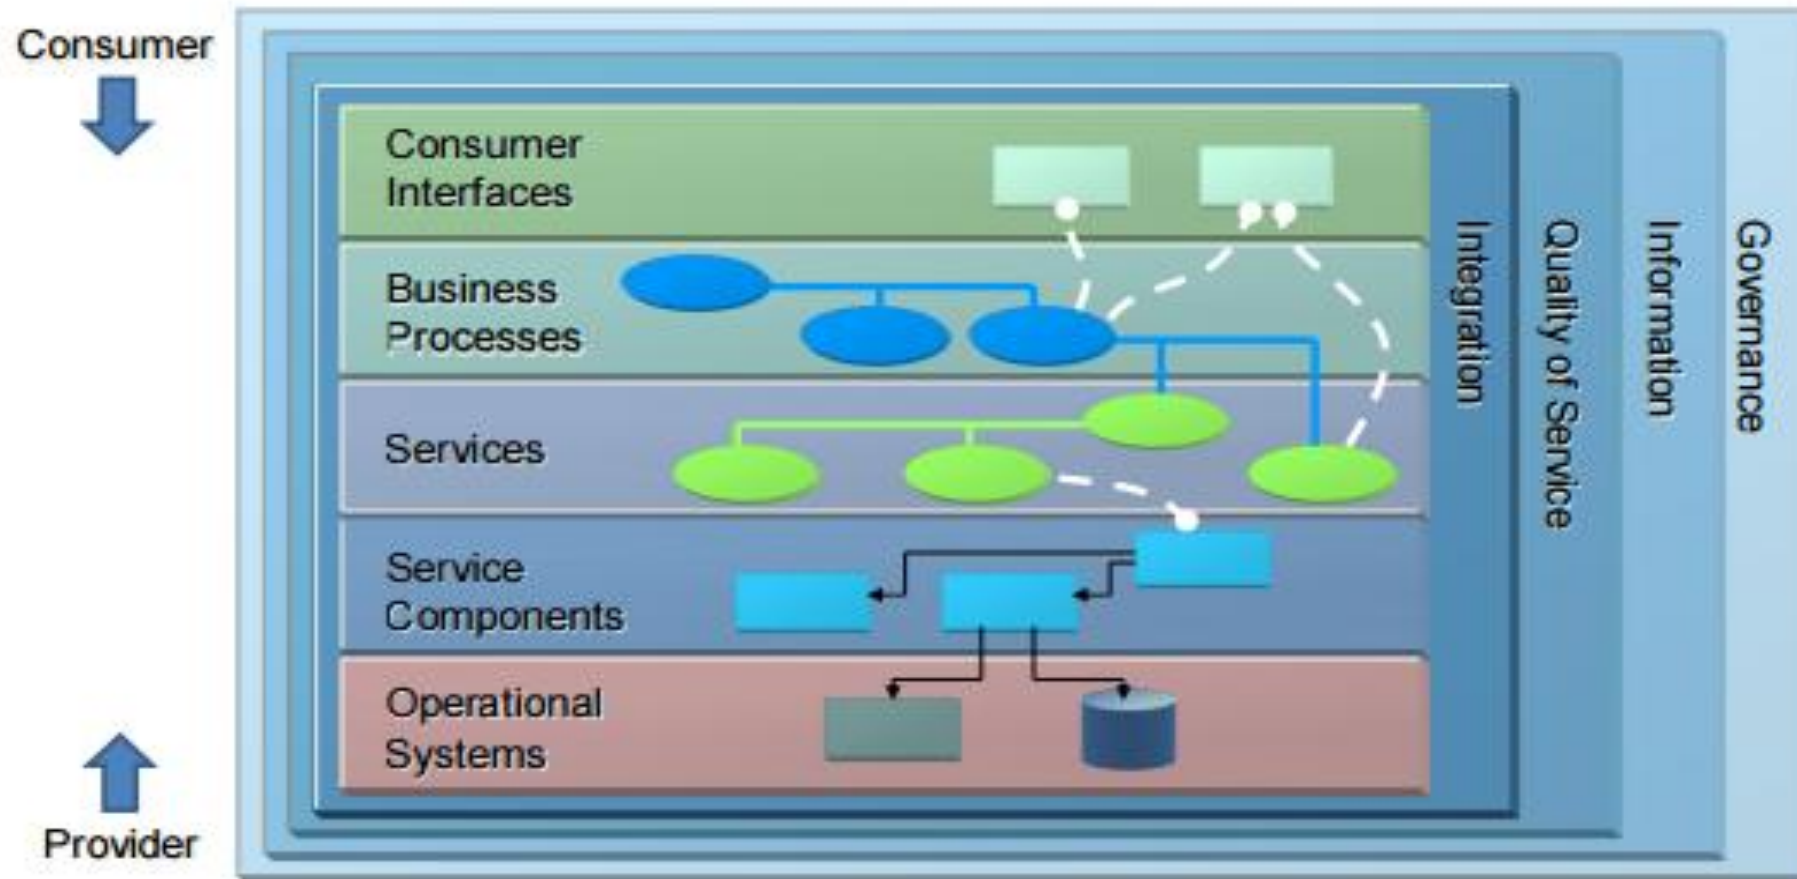 Consumer
Consumer
Interfaces
Business
Processes
Services
Service
Components
Operational
Systems
Provider
Integration
Quality of Service
Information
Governance